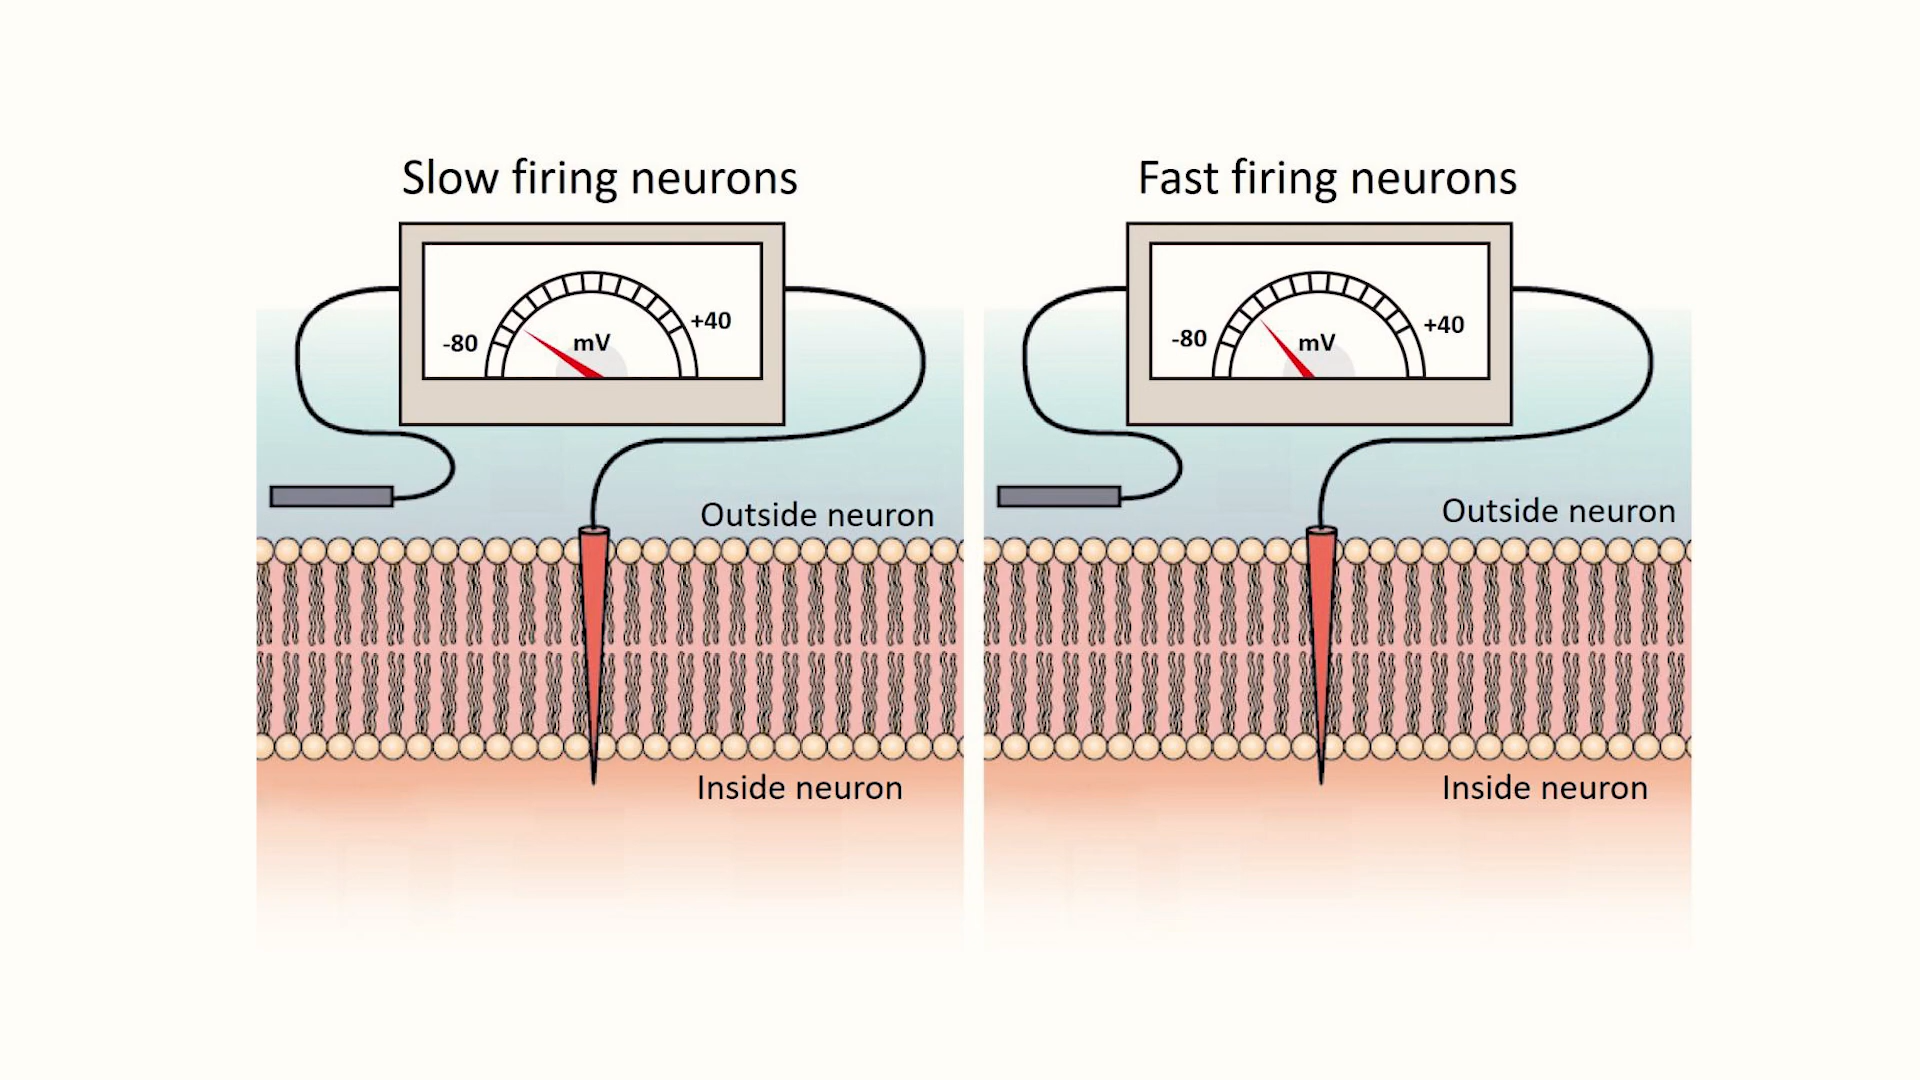 Slow firing neurons
-80
mV
+40
Outside neuron
Inside neuron
Fast firing neurons
-80
mV
+40
Outside neuron
Inside neuron